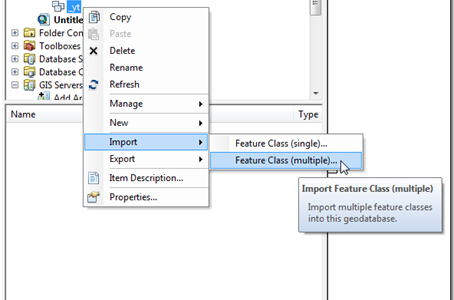 _yt
Copy
Untitle
Paste
Folder Con
Delete
Toolboxes
Rename
Database S
Refresh
Database C
GIS Servers
Manage
Add Ar
New
Name
Type
Import
Feature Class (single)...
Export
Feature Class (multiple)...
Item Description...
Import Feature Class (multiple)
Properties...
Import multiple feature classes
into this geodatabase.